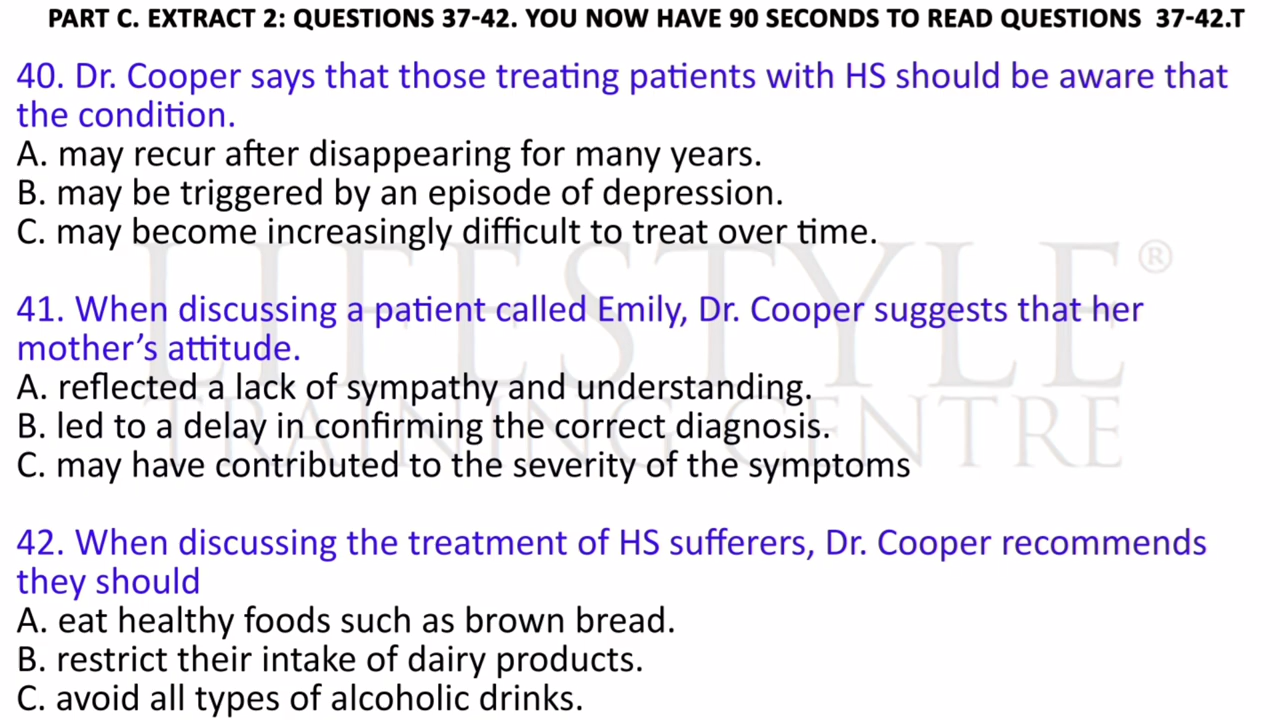 PART C. EXTRACT 2: QUESTIONS 37-42. YOU NOW HAVE 90 SECONDS TO READ QUESTIONS 37-42.T
40. Dr. Cooper says that those treating patients with HS should be aware that
the condition.
A. may recur after disappearing for many years.
B. may be triggered by an episode of depression.
C. may become increasingly difficult to treat over time.
LIFESTYLE ®
TRAINING CENTRE
41. When discussing a patient called Emily, Dr. Cooper suggests that her
mother’s attitude.
A. reflected a lack of sympathy and understanding.
B. led to a delay in confirming the correct diagnosis.
C. may have contributed to the severity of the symptoms
42. When discussing the treatment of HS sufferers, Dr. Cooper recommends
they should
A. eat healthy foods such as brown bread.
B. restrict their intake of dairy products.
C. avoid all types of alcoholic drinks.